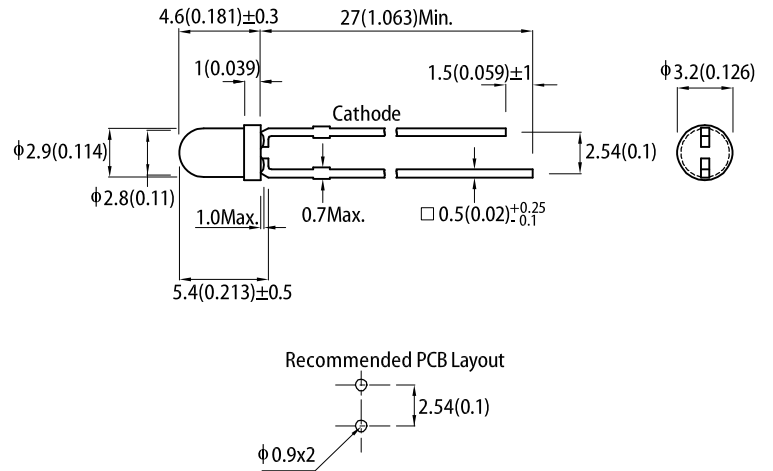 4.6(0.181)±0.3
27(1.063)Min.
1(0.039)
1.5(0.059)±1
ϕ3.2(0.126)
Cathode
ϕ2.9(0.114)
2.54(0.1)
ϕ2.8(0.11)
1.0Max.
0.7Max.
□ 0.5(0.02)+0.25 -0.1
5.4(0.213)±0.5
Recommended PCB Layout
2.54(0.1)
ϕ0.9x2